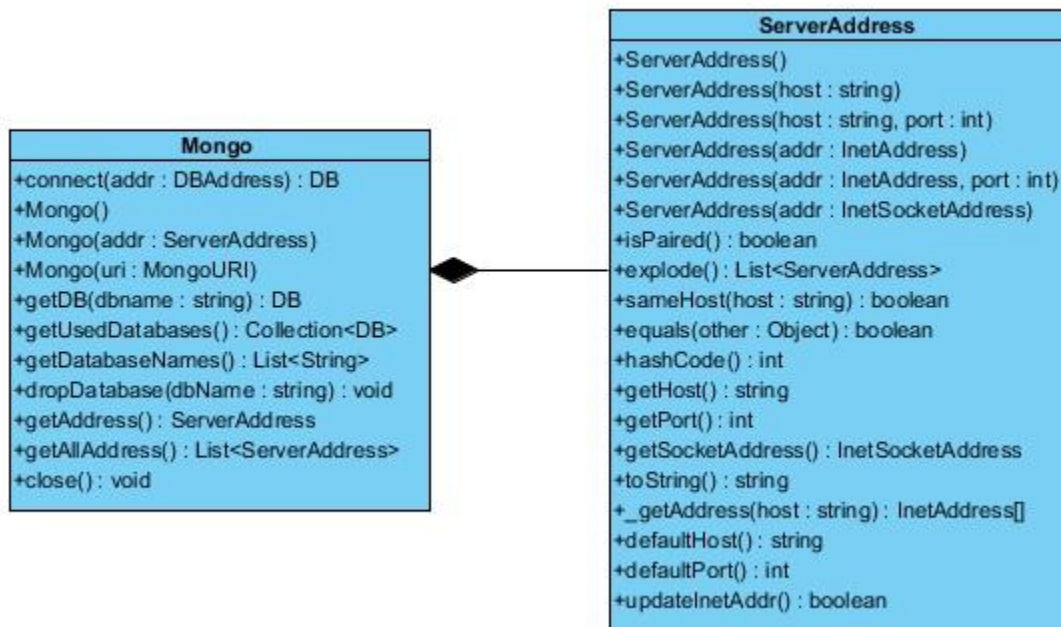 Mongo
+connect(addr : DBAddress) : DB
+Mongo()
+Mongo(addr : ServerAddress)
+Mongo(uri : MongoURI)
+getDB(dbname : string) : DB
+getUsedDatabases() : Collection<DB>
+getDatabaseNames() : List<String>
+dropDatabase(dbName : string) : void
+getAddress() : ServerAddress
+getAllAddress() : List<ServerAddress>
+close() : void
ServerAddress
+ServerAddress()
+ServerAddress(host : string)
+ServerAddress(host : string, port : int)
+ServerAddress(addr : InetAddress)
+ServerAddress(addr : InetAddress, port : int)
+ServerAddress(addr : InetSocketAddress)
+isPaired() : boolean
+explode() : List<ServerAddress>
+sameHost(host : string) : boolean
+equals(other : Object) : boolean
+hashCode() : int
+getHost() : string
+getPort() : int
+getSocketAddress() : InetSocketAddress
+toString() : string
+_getAddress(host : string) : InetAddress[]
+defaultHost() : string
+defaultPort() : int
+updateInetAddr() : boolean